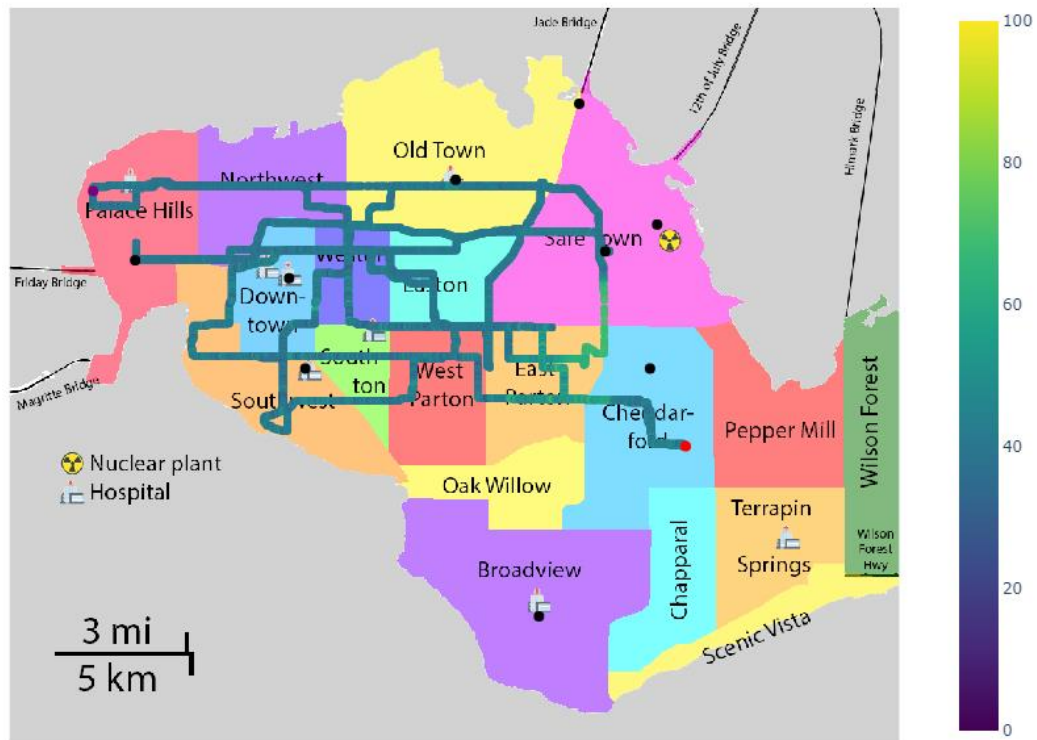 Jade Bridge
12th of July Bridge
Himark Bridge
Old Town
Northwest
Palace Hills
Safe Town
Friday Bridge
Down-
town
Easton
Magritte Bridge
South
ton
Southwest
West
Parton
East
Parton
Cheddar-
ford
Pepper Mill
Wilson Forest
Nuclear plant
Hospital
Oak Willow
Terrapin
Springs
Wilson
Forest
Hwy
Chapparal
Broadview
Scenic Vista
3 mi
5 km
100
80
60
40
20
0